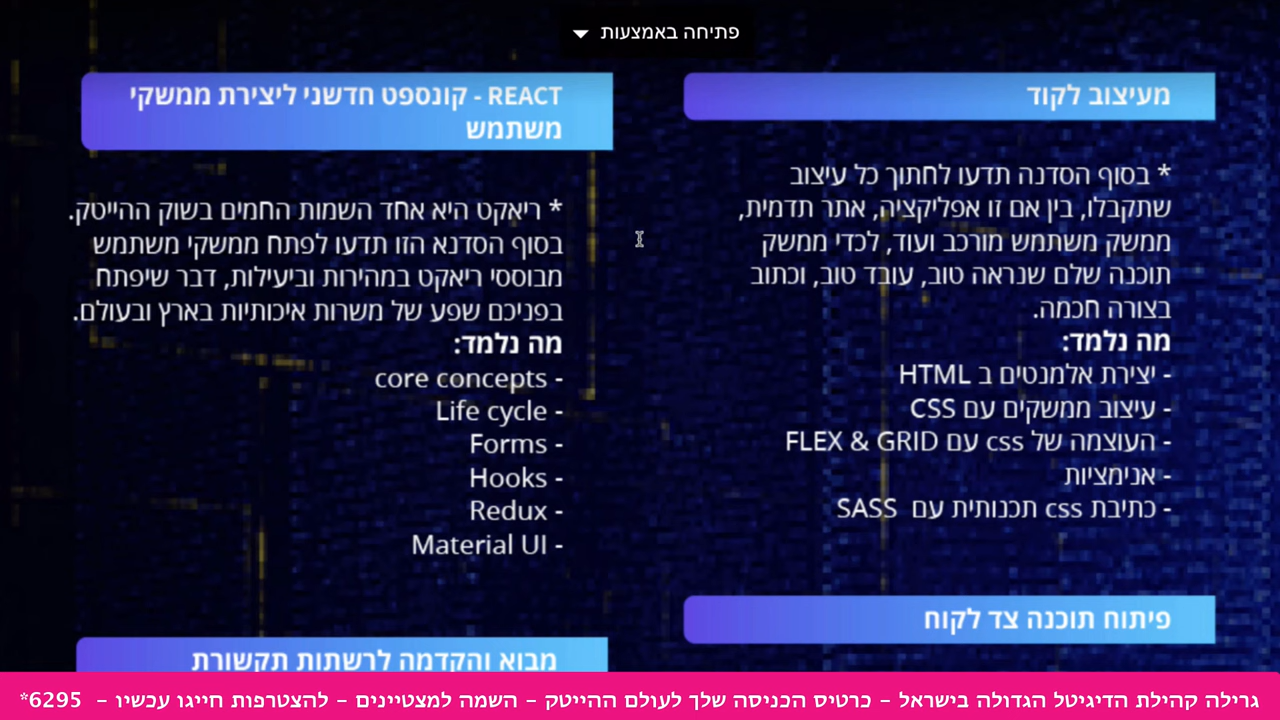 פתיחה באמצעות
מעיצוב לקוד
* בסוף הסדנה תדעו לחתוך כל עיצוב
שתקבלו, בין אם זו אפליקציה, אתר תדמית,
ממשק משתמש מורכב ועוד, לכדי ממשק
תוכנה שלם שנראה טוב, עובד טוב, וכתוב
בצורה חכמה.
מה נלמד:
- יצירת אלמנטים ב HTML
- עיצוב ממשקים עם CSS
- העוצמה של css עם FLEX & GRID
- אנימציות
- כתיבת css תכנותית עם  SASS
פיתוח תוכנה צד לקוח
REACT - קונספט חדשני ליצירת ממשקי
משתמש
* ריאקט היא אחד השמות החמים בשוק ההייטק.
בסוף הסדנא הזו תדעו לפתח ממשקי משתמש
מבוססי ריאקט במהירות וביעילות, דבר שיפתח
בפניכם שפע של משרות איכותיות בארץ ובעולם.
מה נלמד:
- core concepts
- Life cycle
- Forms
- Hooks
- Redux
- Material UI
מבוא והקדמה לרשתות תקשורת
גרילה קהילת הדיגיטל הגדולה בישראל - כרטיס הכניסה שלך לעולם ההייטק - השמה למצטיינים - להצטרפות חייגו עכשיו - 6295*